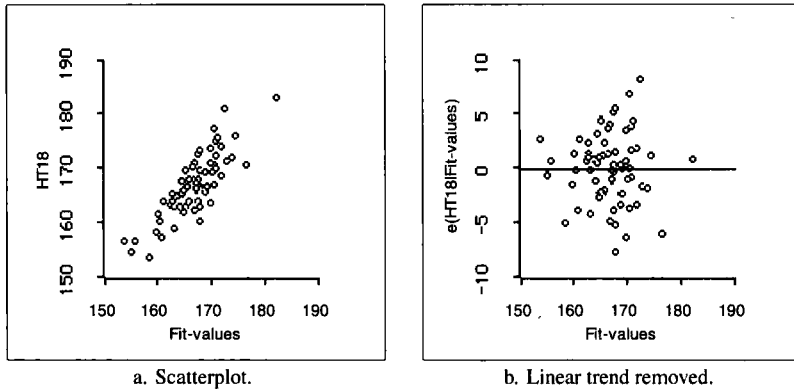 190
180
170
160
150
HT18
150 160 170 180 190
Fit-values
a. Scatterplot.
10
5
0
−5
−10
e(HT18|Fit-values)
150 160 170 180 190
Fit-values
b. Linear trend removed.